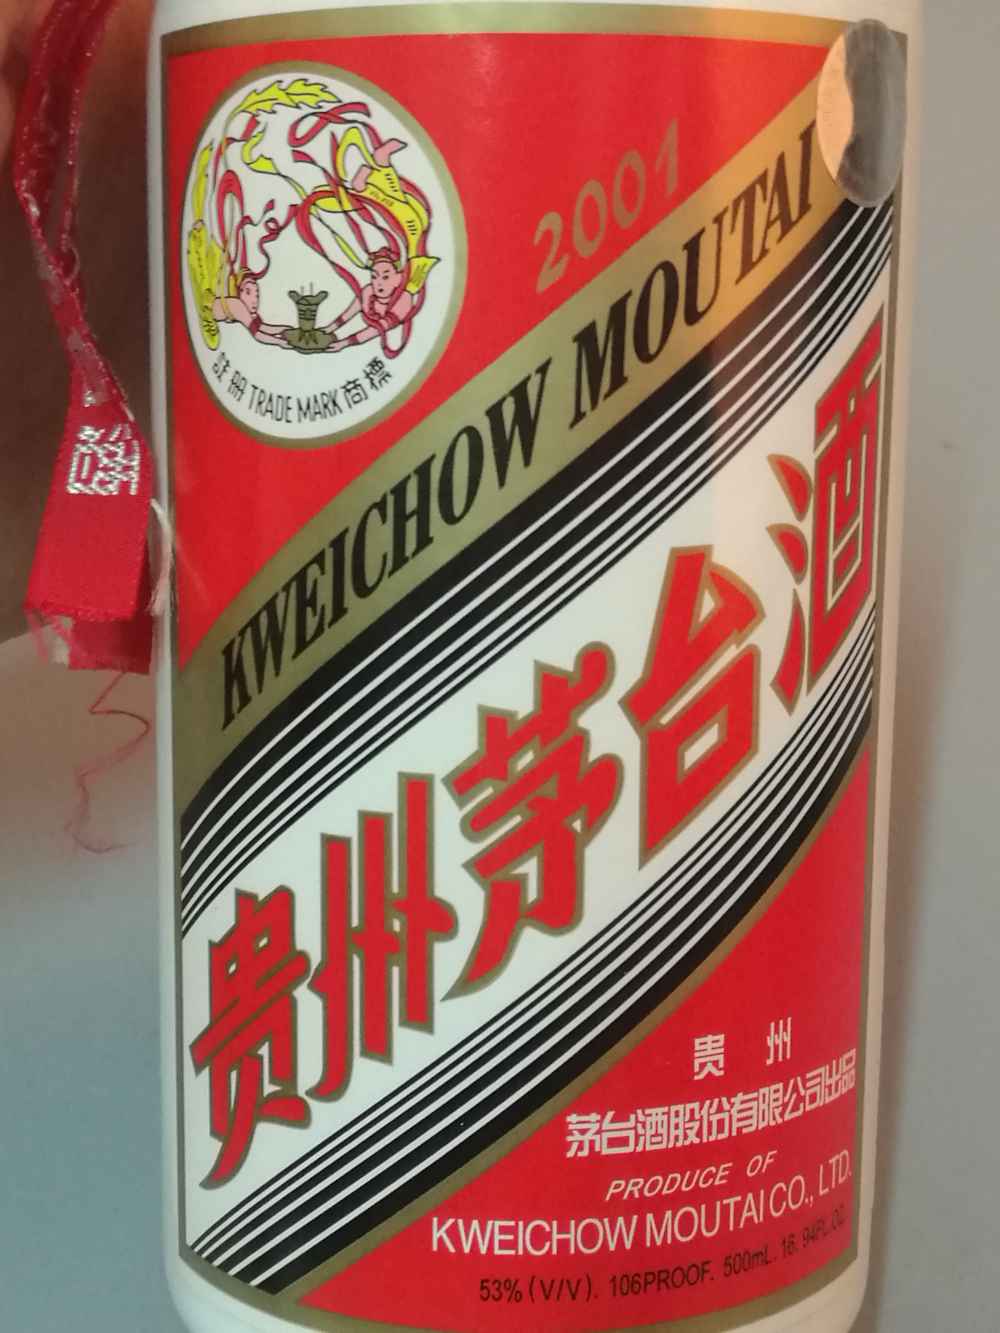 2001
注册 TRADE MARK 商標
KWEICHOW MOUTAI
贵州茅台酒
贵 州
茅台酒股份有限公司出品
PRODUCE OF
KWEICHOW MOUTAI CO., LTD.
53% (V/V). 106PROOF. 500mL. 16. 94FL.OZ.